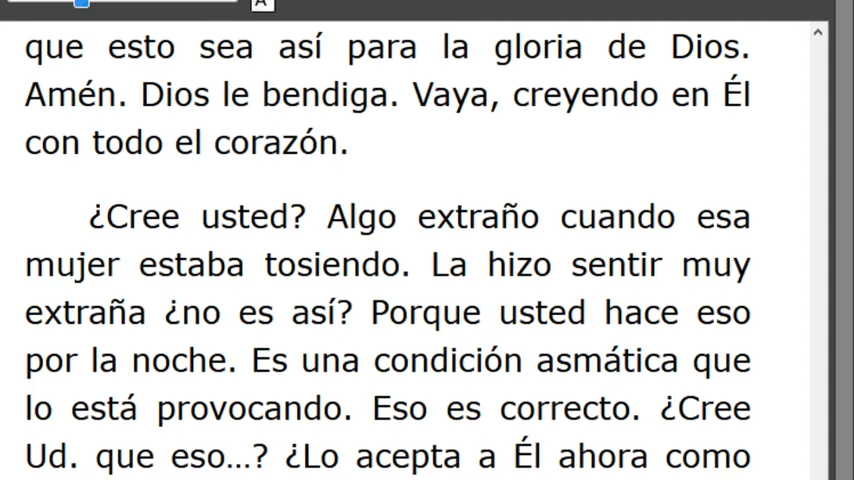 A
que esto sea así para la gloria de Dios.
Amén. Dios le bendiga. Vaya, creyendo en Él
con todo el corazón.
¿Cree usted? Algo extraño cuando esa
mujer estaba tosiendo. La hizo sentir muy
extraña ¿no es así? Porque usted hace eso
por la noche. Es una condición asmática que
lo está provocando. Eso es correcto. ¿Cree
Ud. que eso…? ¿Lo acepta a Él ahora como